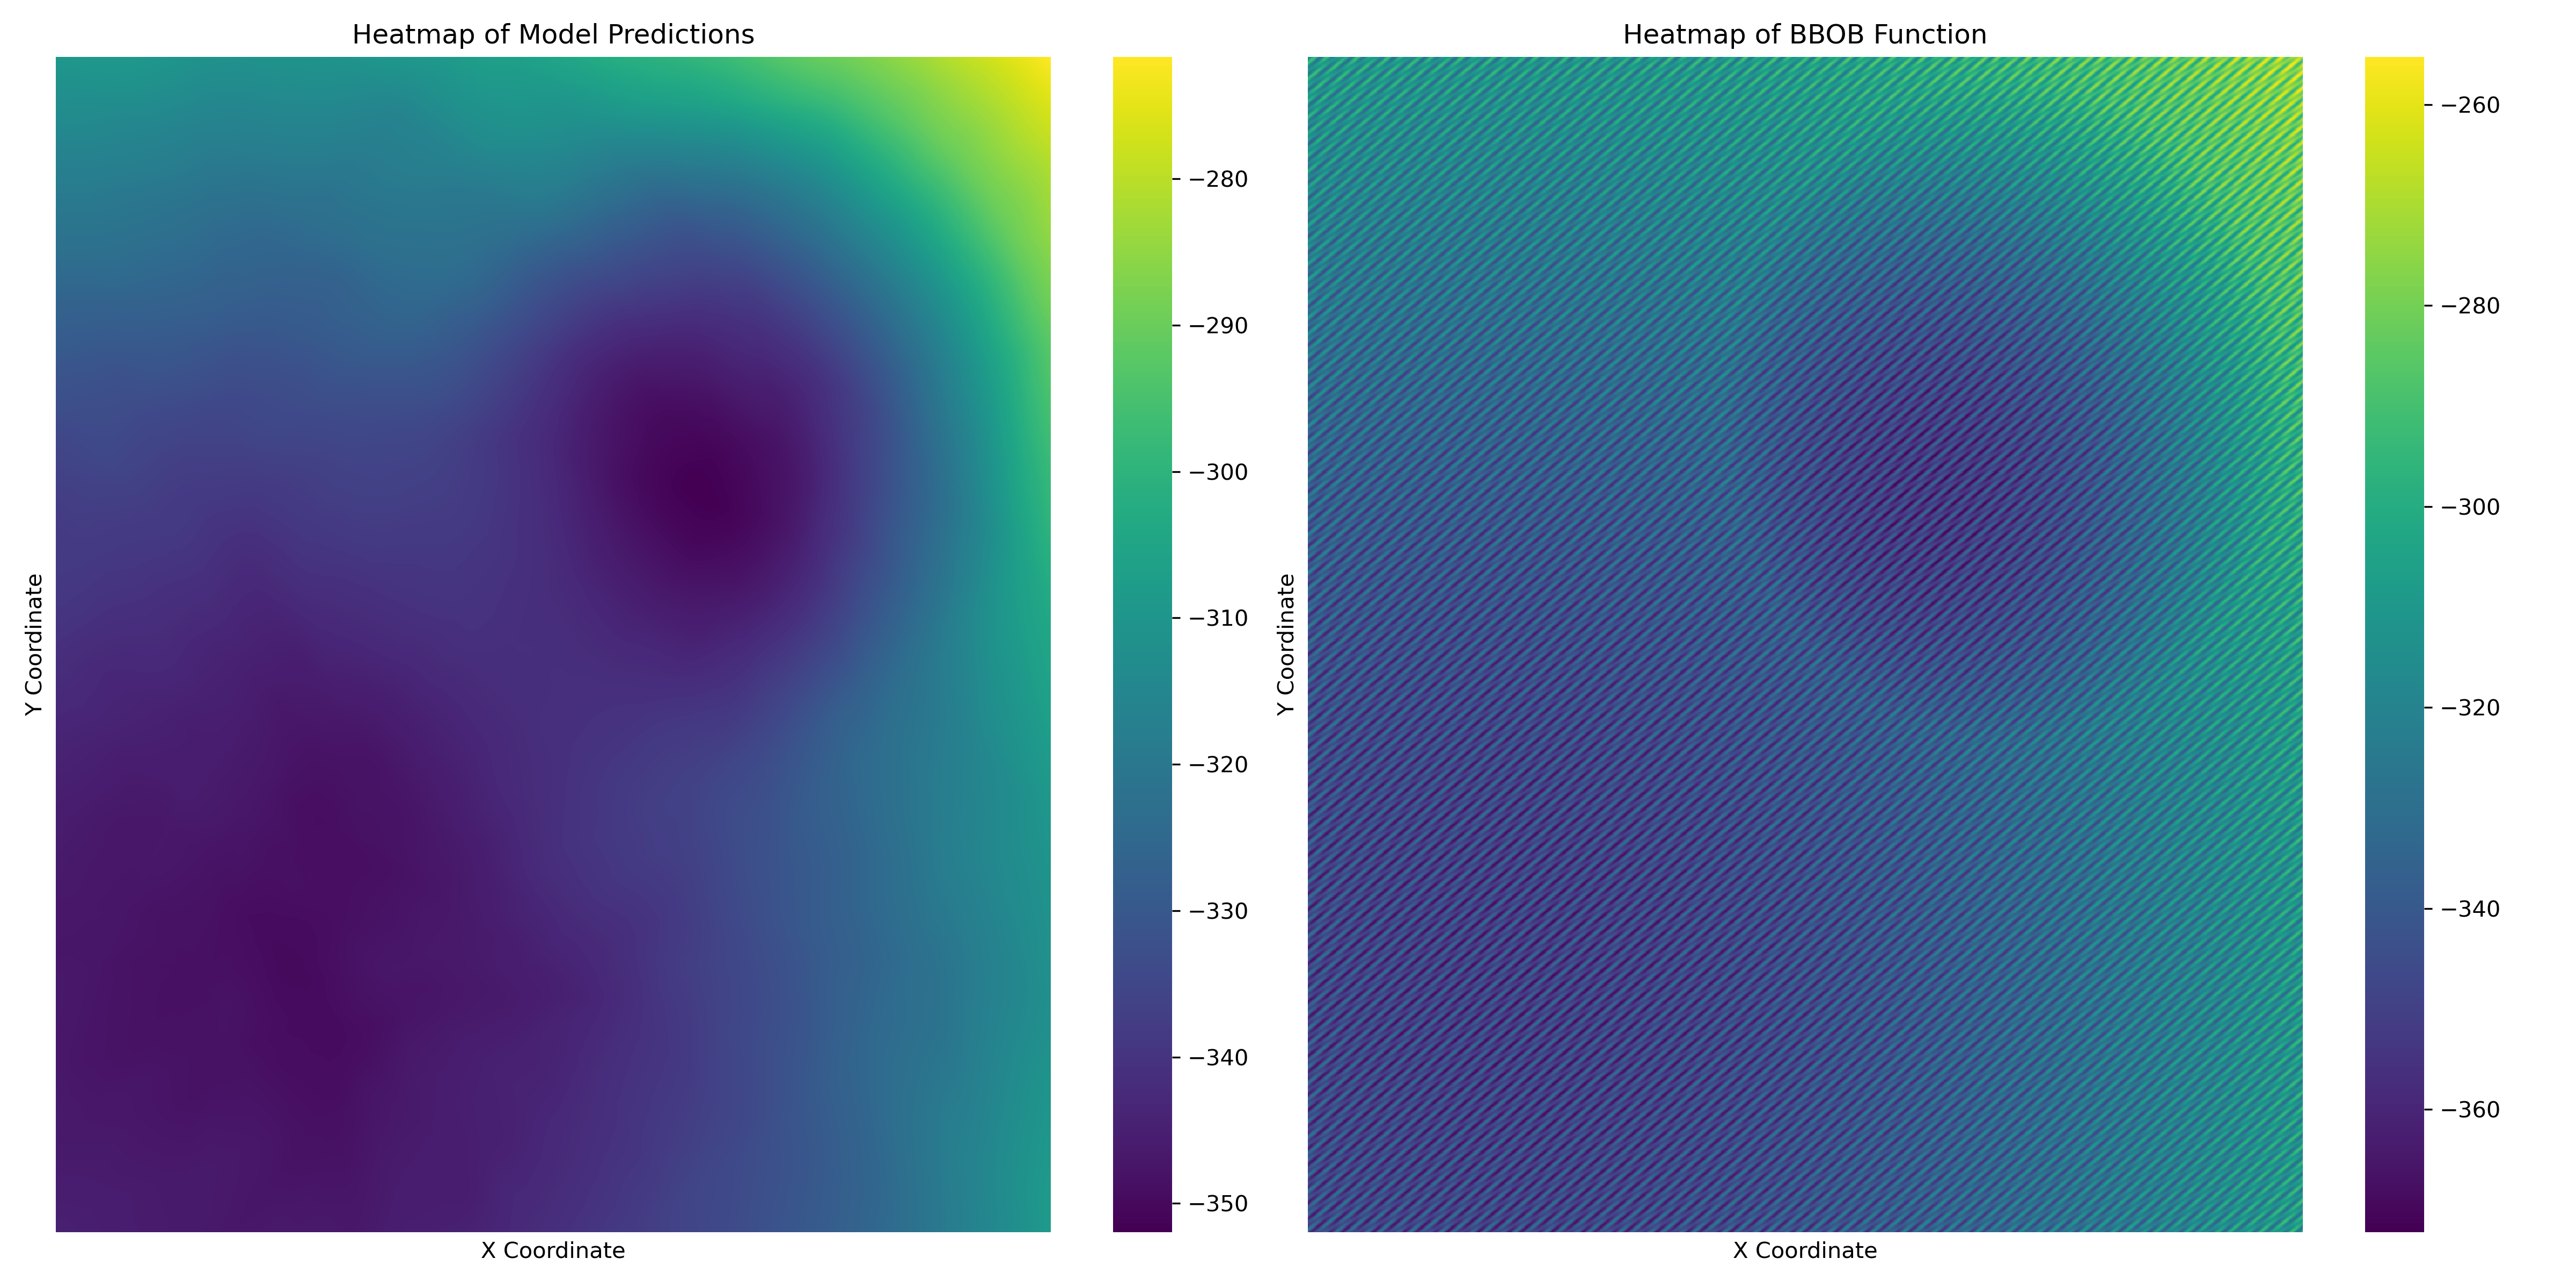 Heatmap of Model Predictions
Y Coordinate
X Coordinate
−280
−290
−300
−310
−320
−330
−340
−350
Heatmap of BBOB Function
Y Coordinate
X Coordinate
−260
−280
−300
−320
−340
−360